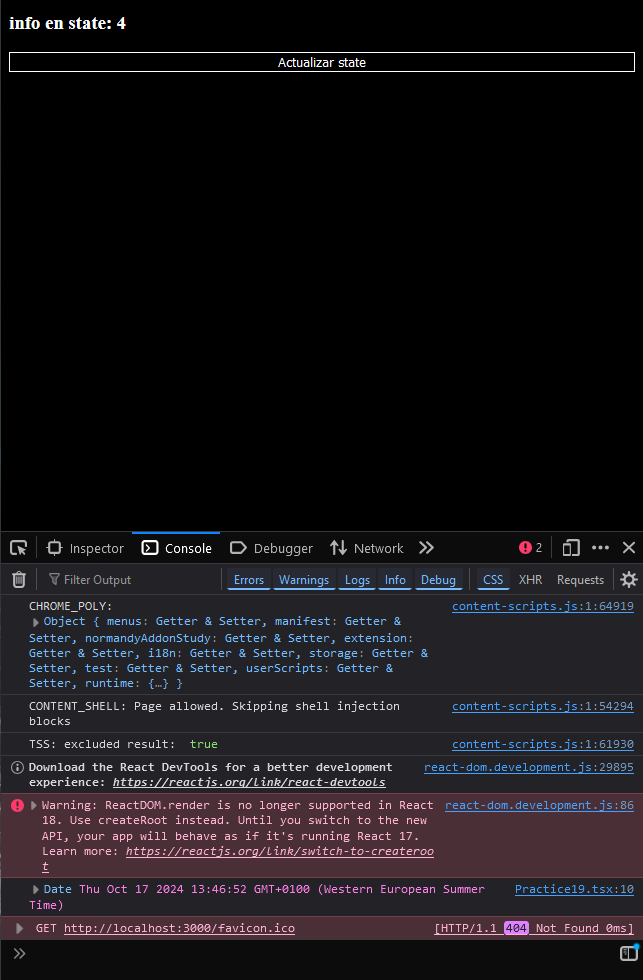 info en state: 4
Actualizar state
Inspector Console Debugger Network 2
Filter Output Errors Warnings Logs Info Debug CSS XHR Requests
CHROME_POLY: content-scripts.js:1:64919
Object { menus: Getter & Setter, manifest: Getter &
Setter, normandyAddonStudy: Getter & Setter, extension:
Getter & Setter, i18n: Getter & Setter, storage: Getter &
Setter, test: Getter & Setter, userScripts: Getter &
Setter, runtime: {…} }
CONTENT_SHELL: Page allowed. Skipping shell injection content-scripts.js:1:54294
blocks
TSS: excluded result: true content-scripts.js:1:61930
Download the React DevTools for a better development react-dom.development.js:29895
experience: https://reactjs.org/link/react-devtools
Warning: ReactDOM.render is no longer supported in React react-dom.development.js:86
18. Use createRoot instead. Until you switch to the new
API, your app will behave as if it's running React 17.
Learn more: https://reactjs.org/link/switch-to-createroo
t
Date Thu Oct 17 2024 13:46:52 GMT+0100 (Western European Summer Practice19.tsx:10
Time)
GET http://localhost:3000/favicon.ico [HTTP/1.1 404 Not Found 0ms]